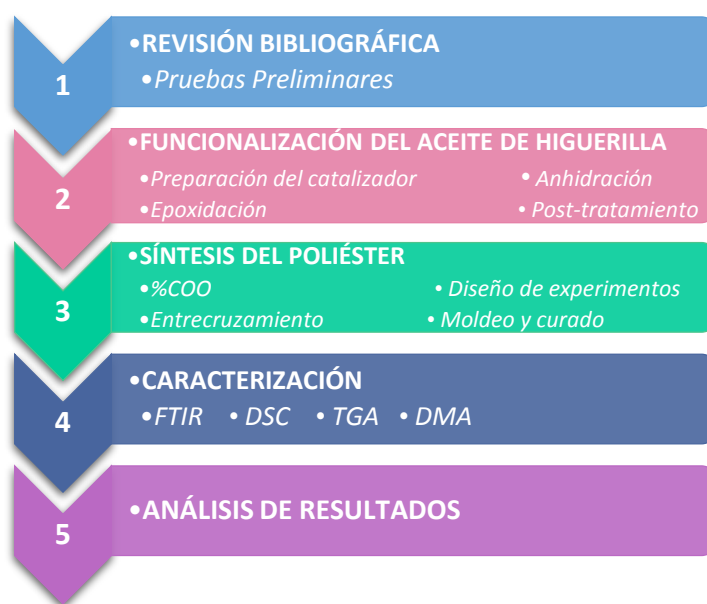 1
•REVISIÓN BIBLIOGRÁFICA
•Pruebas Preliminares
2
•FUNCIONALIZACIÓN DEL ACEITE DE HIGUERILLA
•Preparación del catalizador • Anhidración
•Epoxidación • Post-tratamiento
3
•SÍNTESIS DEL POLIÉSTER
•%COO • Diseño de experimentos
•Entrecruzamiento • Moldeo y curado
4
•CARACTERIZACIÓN
•FTIR • DSC • TGA • DMA
5
•ANÁLISIS DE RESULTADOS